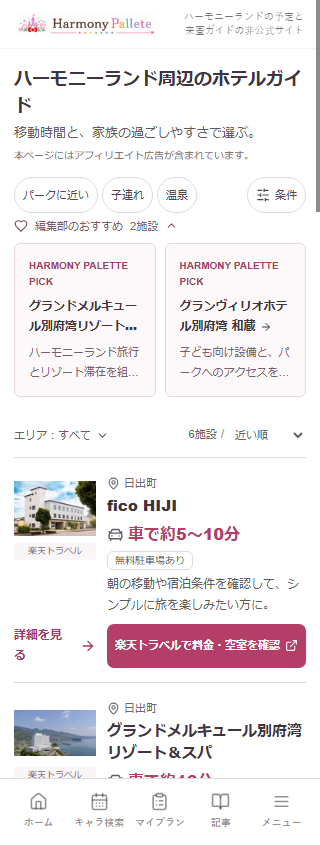 Harmony Pallete
ハーモニーランドの予定と
来園ガイドの非公式サイト
ハーモニーランド周辺のホテルガイ
ド
移動時間と、家族の過ごしやすさで選ぶ。
本ページにはアフィリエイト広告が含まれています。
パークに近い 子連れ 温泉 条件
編集部のおすすめ 2施設
HARMONY PALETTE
PICK
グランドメルキュー
ル別府湾リゾート…
ハーモニーランド旅行
とリゾート滞在を組…
HARMONY PALETTE
PICK
グランヴィリオホテ
ル別府湾 和蔵 →
子ども向け設備と、パ
ークへのアクセスを…
エリア：すべて
6施設 / 近い順
日出町
fico HIJI
車で約5〜10分
無料駐車場あり
楽天トラベル
朝の移動や宿泊条件を確認して、シ
ンプルに旅を楽しみたい方に。
詳細を見
る →
楽天トラベルで料金・空室を確認
日出町
グランドメルキュール別府湾
リゾート＆スパ
楽天トラベル
ホーム
キャラ検索
マイプラン
記事
メニュー